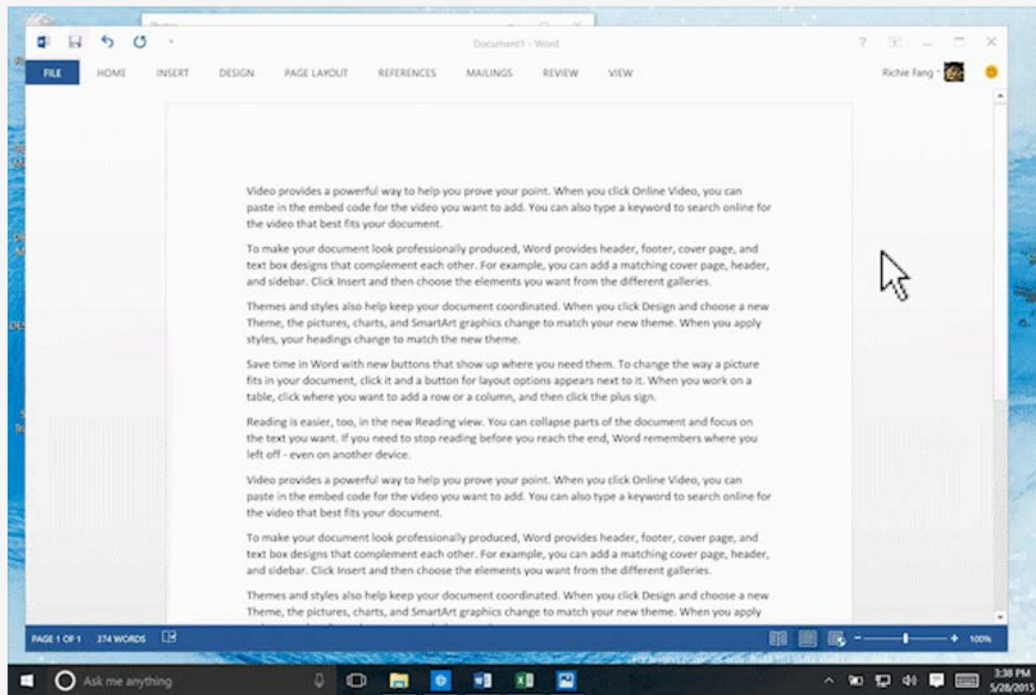 Document1 - Word
FILE HOME INSERT DESIGN PAGE LAYOUT REFERENCES MAILINGS REVIEW VIEW
Richie Fang
Video provides a powerful way to help you prove your point. When you click Online Video, you can
paste in the embed code for the video you want to add. You can also type a keyword to search online for
the video that best fits your document.
To make your document look professionally produced, Word provides header, footer, cover page, and
text box designs that complement each other. For example, you can add a matching cover page, header,
and sidebar. Click Insert and then choose the elements you want from the different galleries.
Themes and styles also help keep your document coordinated. When you click Design and choose a new
Theme, the pictures, charts, and SmartArt graphics change to match your new theme. When you apply
styles, your headings change to match the new theme.
Save time in Word with new buttons that show up where you need them. To change the way a picture
fits in your document, click it and a button for layout options appears next to it. When you work on a
table, click where you want to add a row or a column, and then click the plus sign.
Reading is easier, too, in the new Reading view. You can collapse parts of the document and focus on
the text you want. If you need to stop reading before you reach the end, Word remembers where you
left off - even on another device.
Video provides a powerful way to help you prove your point. When you click Online Video, you can
paste in the embed code for the video you want to add. You can also type a keyword to search online for
the video that best fits your document.
To make your document look professionally produced, Word provides header, footer, cover page, and
text box designs that complement each other. For example, you can add a matching cover page, header,
and sidebar. Click Insert and then choose the elements you want from the different galleries.
Themes and styles also help keep your document coordinated. When you click Design and choose a new
Theme, the pictures, charts, and SmartArt graphics change to match your new theme. When you apply
PAGE 1 OF 1 374 WORDS 100%
Ask me anything
3:38 PM
5/28/201